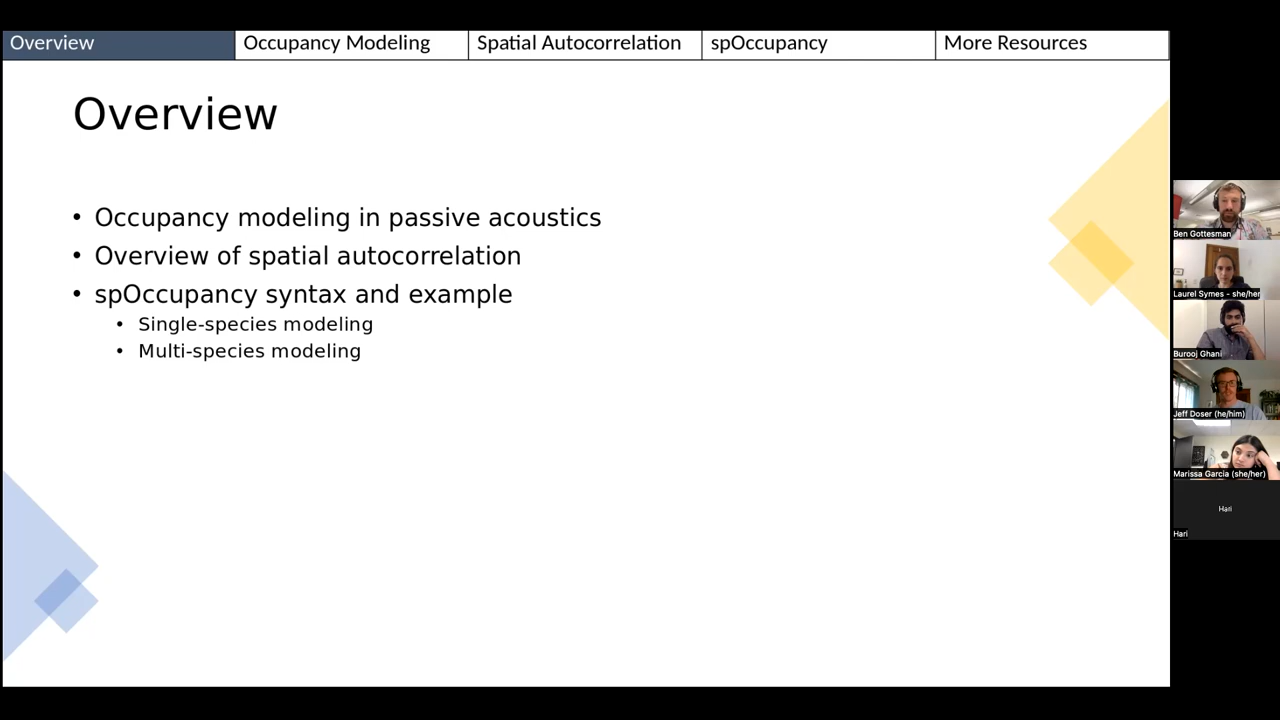 Overview
Occupancy Modeling
Spatial Autocorrelation
spOccupancy
More Resources
Overview
• Occupancy modeling in passive acoustics
• Overview of spatial autocorrelation
• spOccupancy syntax and example
• Single-species modeling
• Multi-species modeling
Ben Gottesman
Laurel Symes - she/her
Burooj Ghani
Jeff Doser (he/him)
Marissa Garcia (she/her)
Hari
Hari